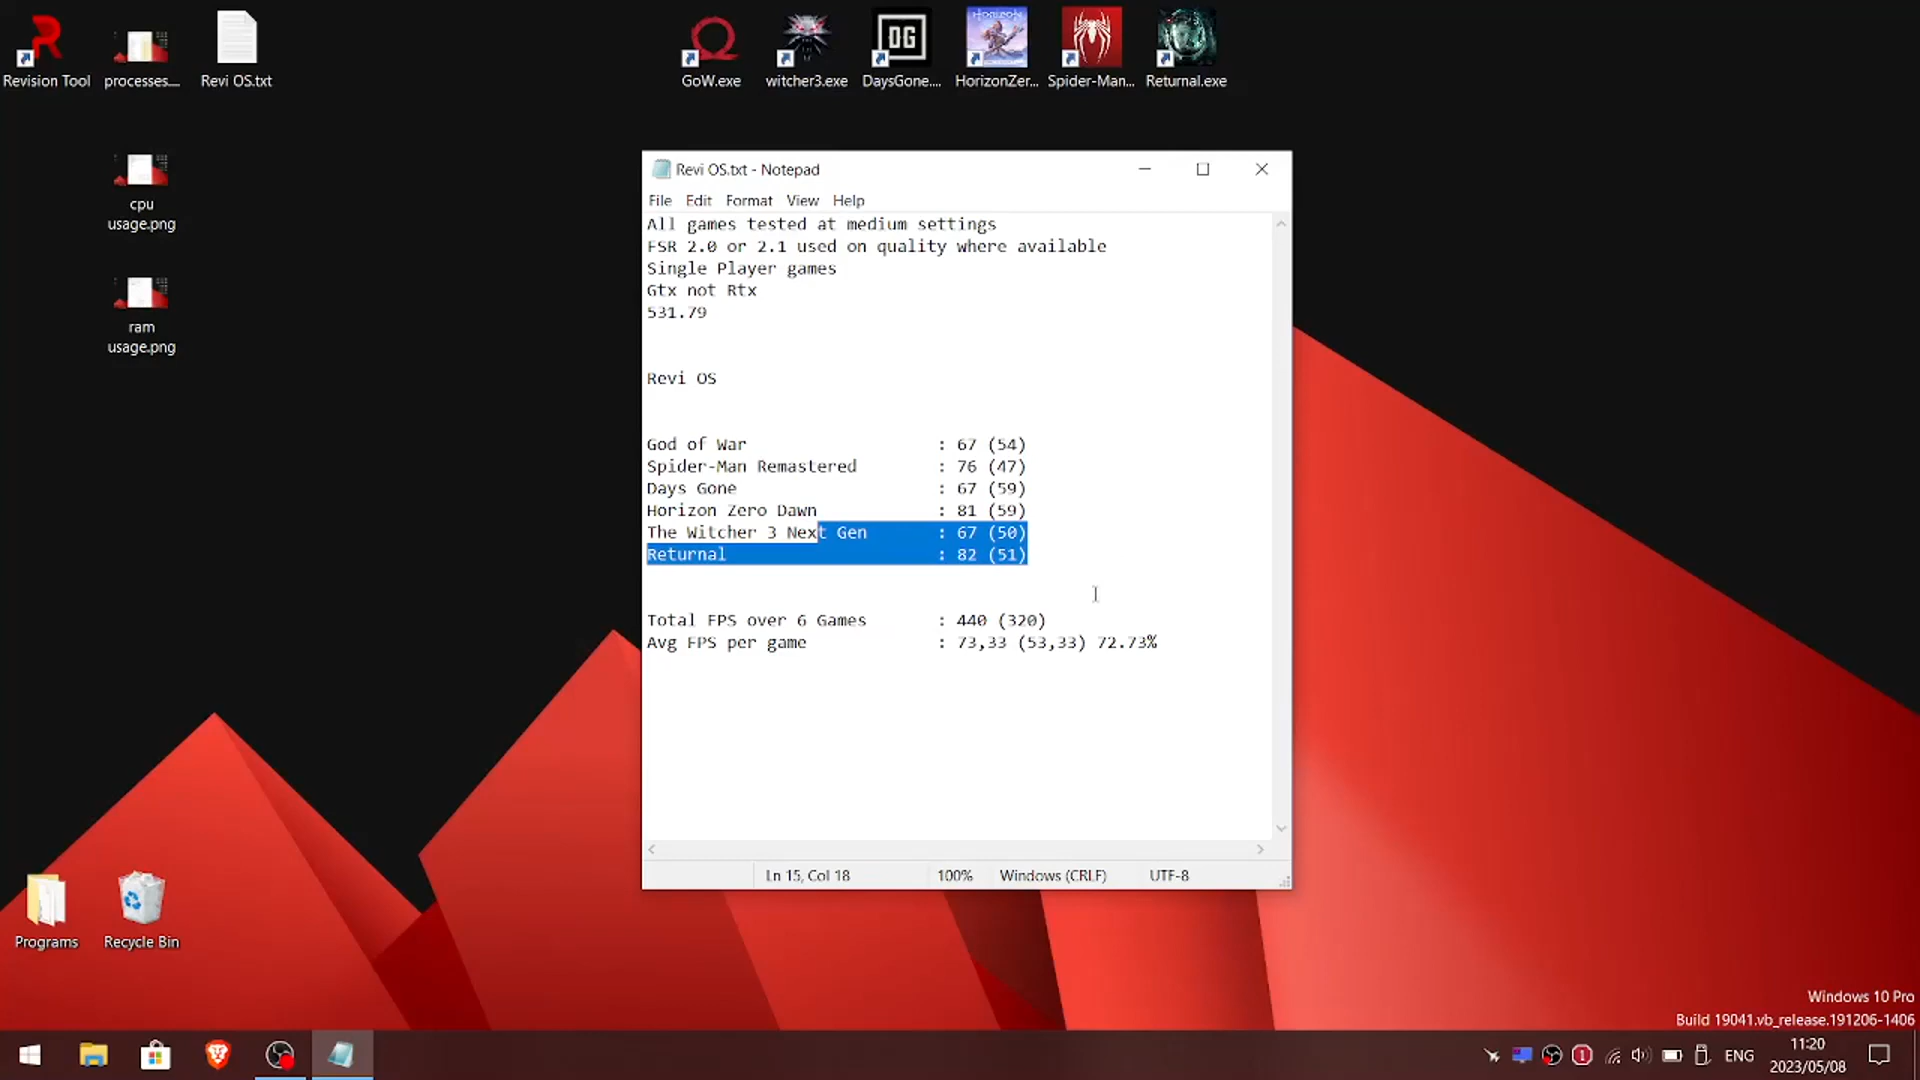 Revision Tool
processes....
Revi OS.txt
GoW.exe
witcher3.exe
DaysGone....
HorizonZer...
Spider-Man...
Returnal.exe
cpu
usage.png
ram
usage.png
Revi OS.txt - Notepad
File Edit Format View Help
All games tested at medium settings
FSR 2.0 or 2.1 used on quality where available
Single Player games
Gtx not Rtx
531.79
Revi OS
God of War : 67 (54)
Spider-Man Remastered : 76 (47)
Days Gone : 67 (59)
Horizon Zero Dawn : 81 (59)
The Witcher 3 Next Gen : 67 (50)
Returnal : 82 (51)
Total FPS over 6 Games : 440 (320)
Avg FPS per game : 73,33 (53,33) 72.73%
Ln 15, Col 18 100% Windows (CRLF) UTF-8
Programs
Recycle Bin
Windows 10 Pro
Build 19041.vb_release.191206-1406
ENG
11:20
2023/05/08